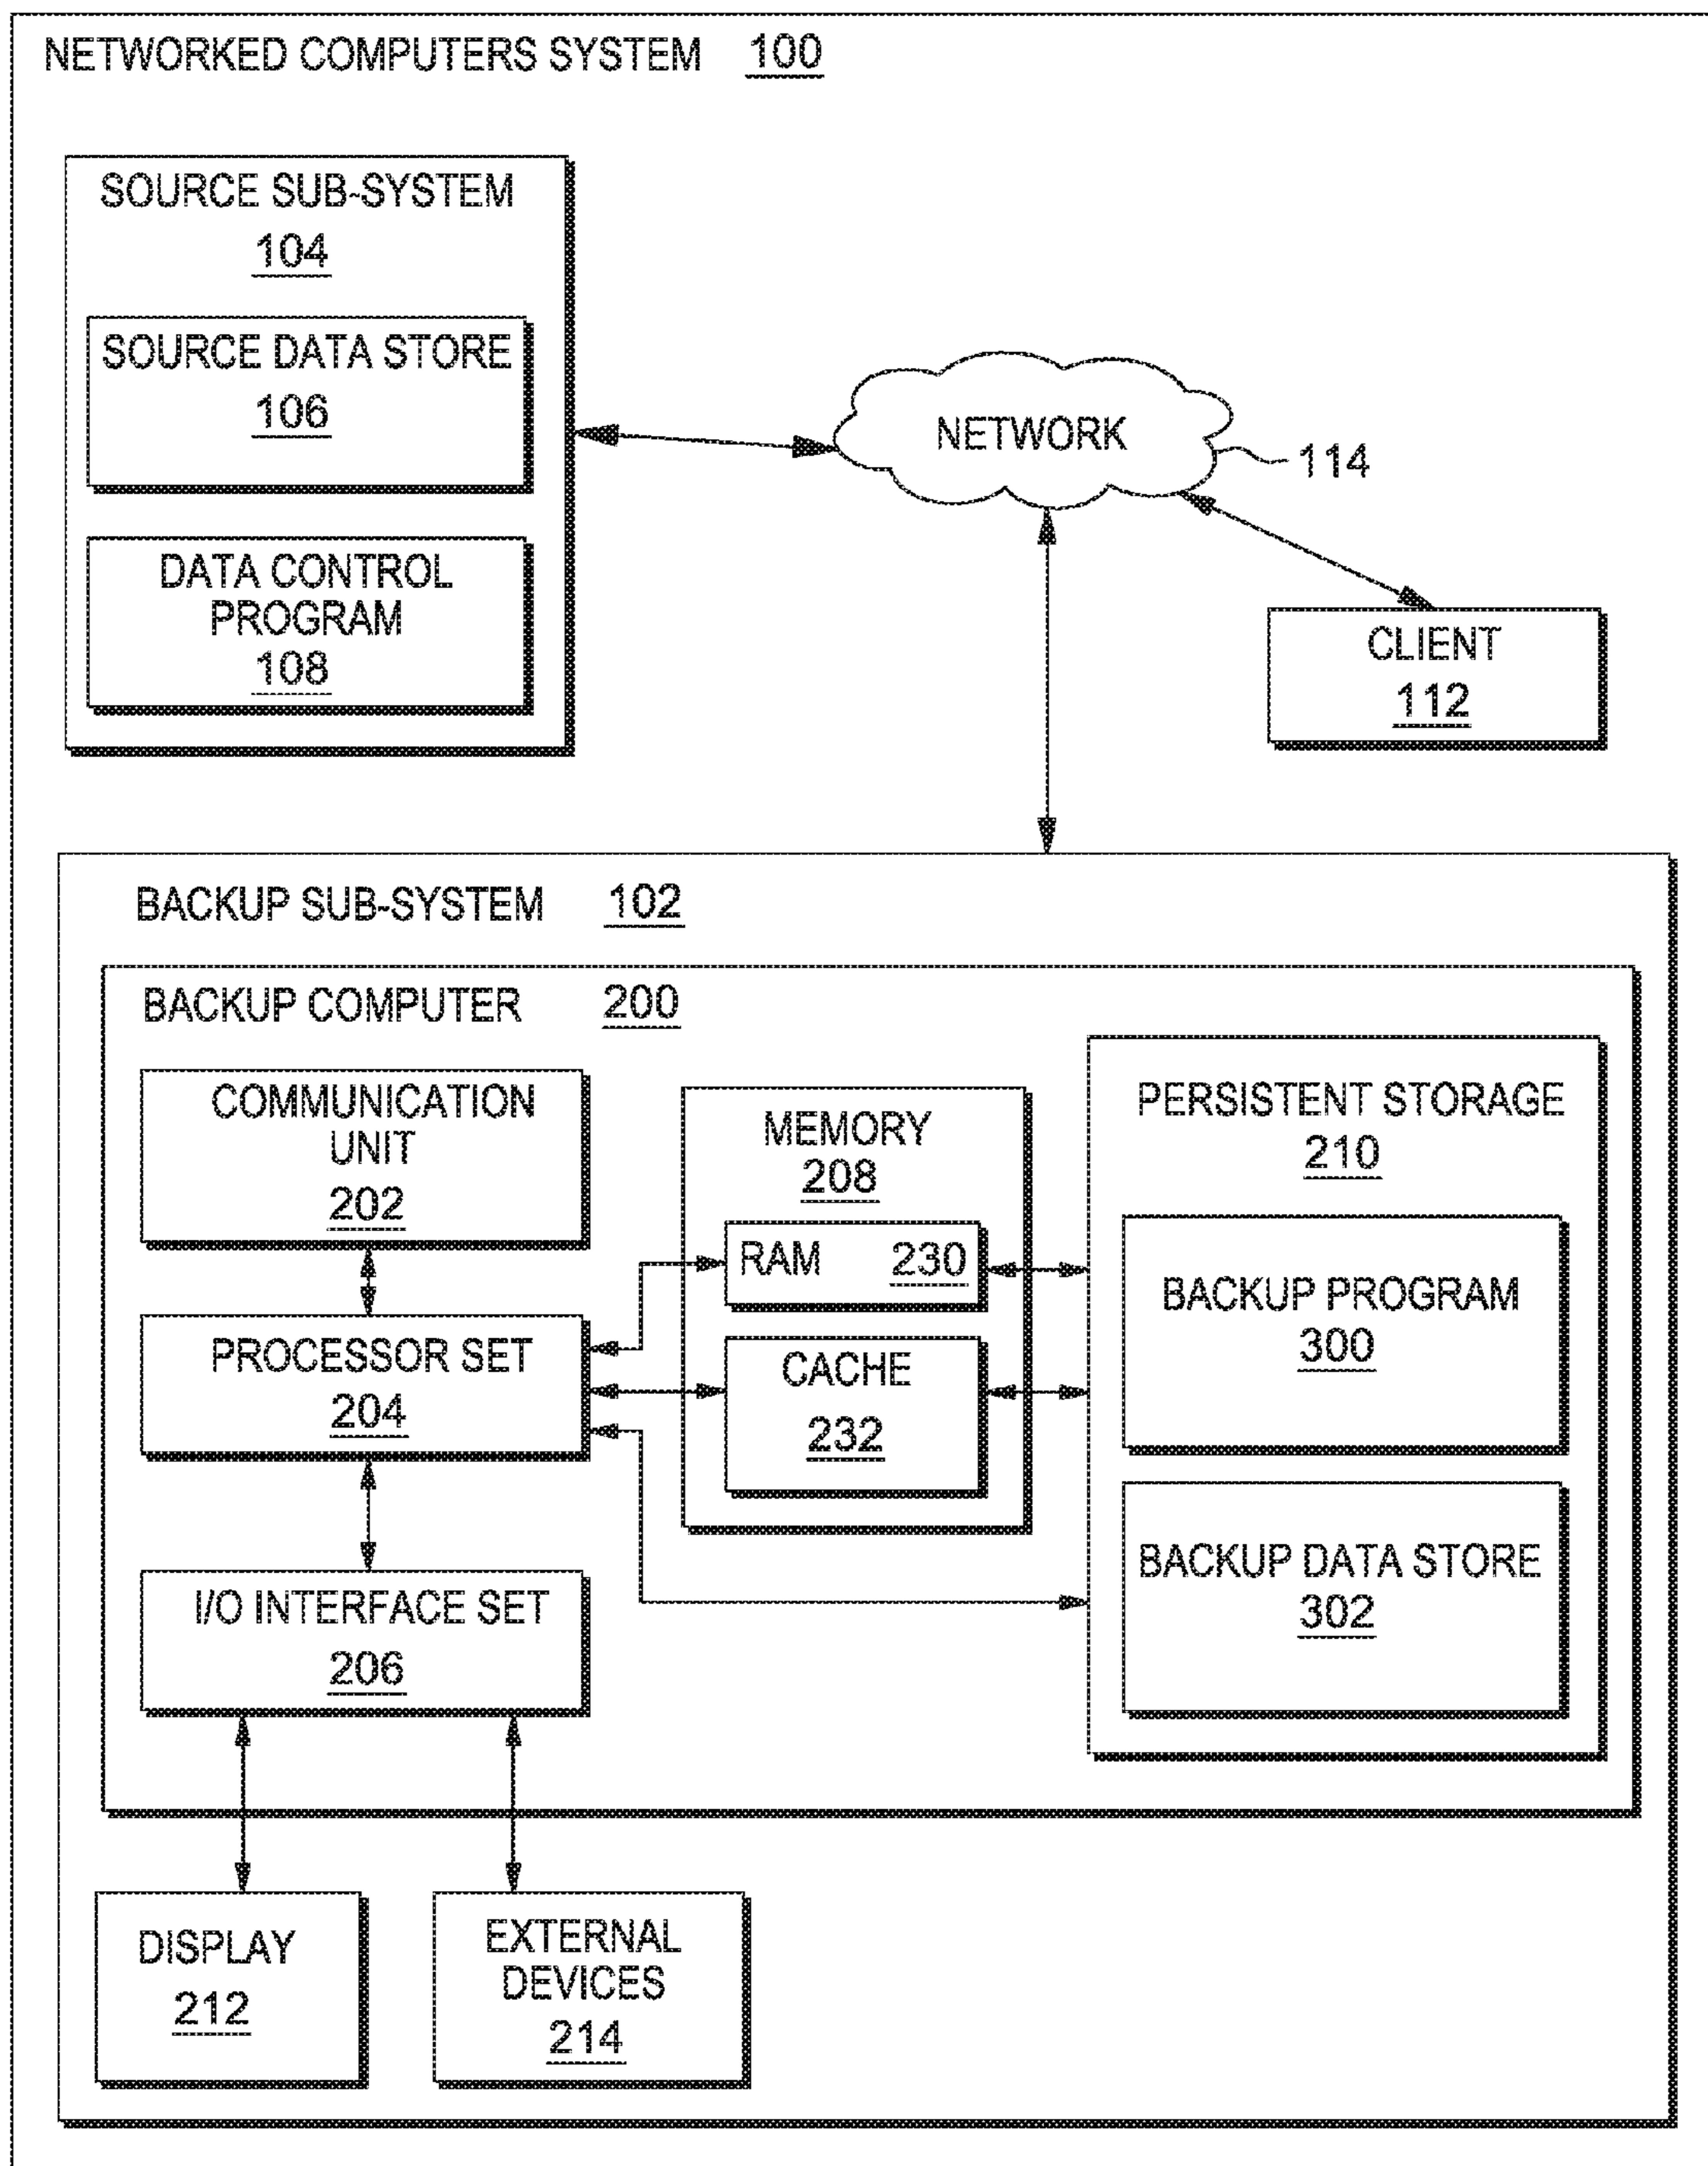 NETWORKED COMPUTERS SYSTEM 100
SOURCE SUB-SYSTEM
104
SOURCE DATA STORE
106
DATA CONTROL
PROGRAM
108
NETWORK
114
CLIENT
112
BACKUP SUB-SYSTEM 102
BACKUP COMPUTER 200
COMMUNICATION
UNIT
202
PROCESSOR SET
204
I/O INTERFACE SET
206
MEMORY
208
RAM 230
CACHE
232
PERSISTENT STORAGE
210
BACKUP PROGRAM
300
BACKUP DATA STORE
302
DISPLAY
212
EXTERNAL
DEVICES
214